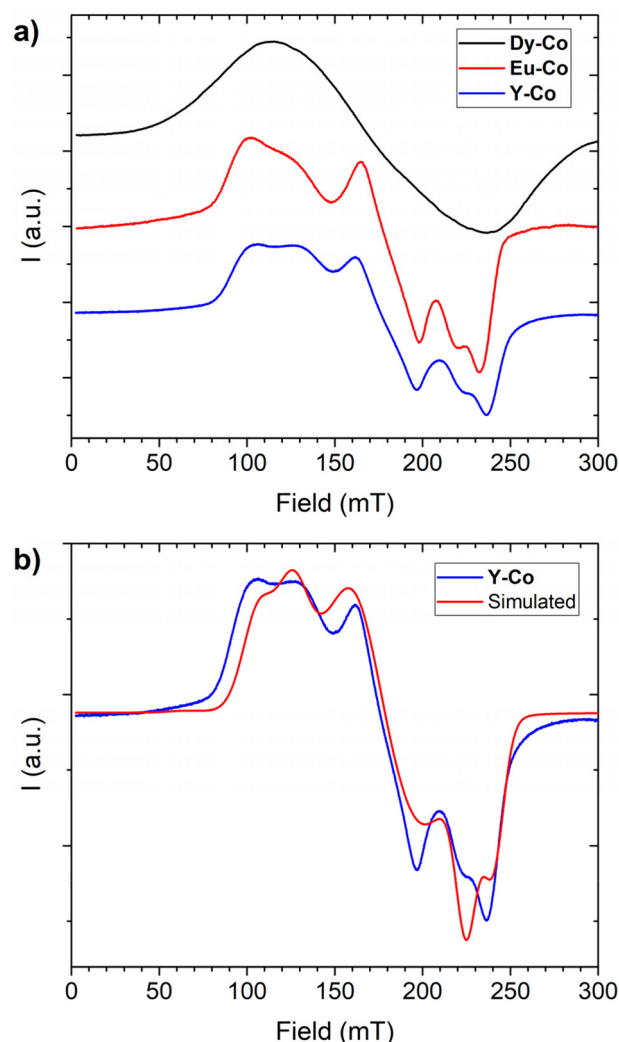 a)
Dy-Co
Eu-Co
Y-Co
I (a.u.)
0 50 100 150 200 250 300
Field (mT)
b)
Y-Co
Simulated
I (a.u.)
0 50 100 150 200 250 300
Field (mT)